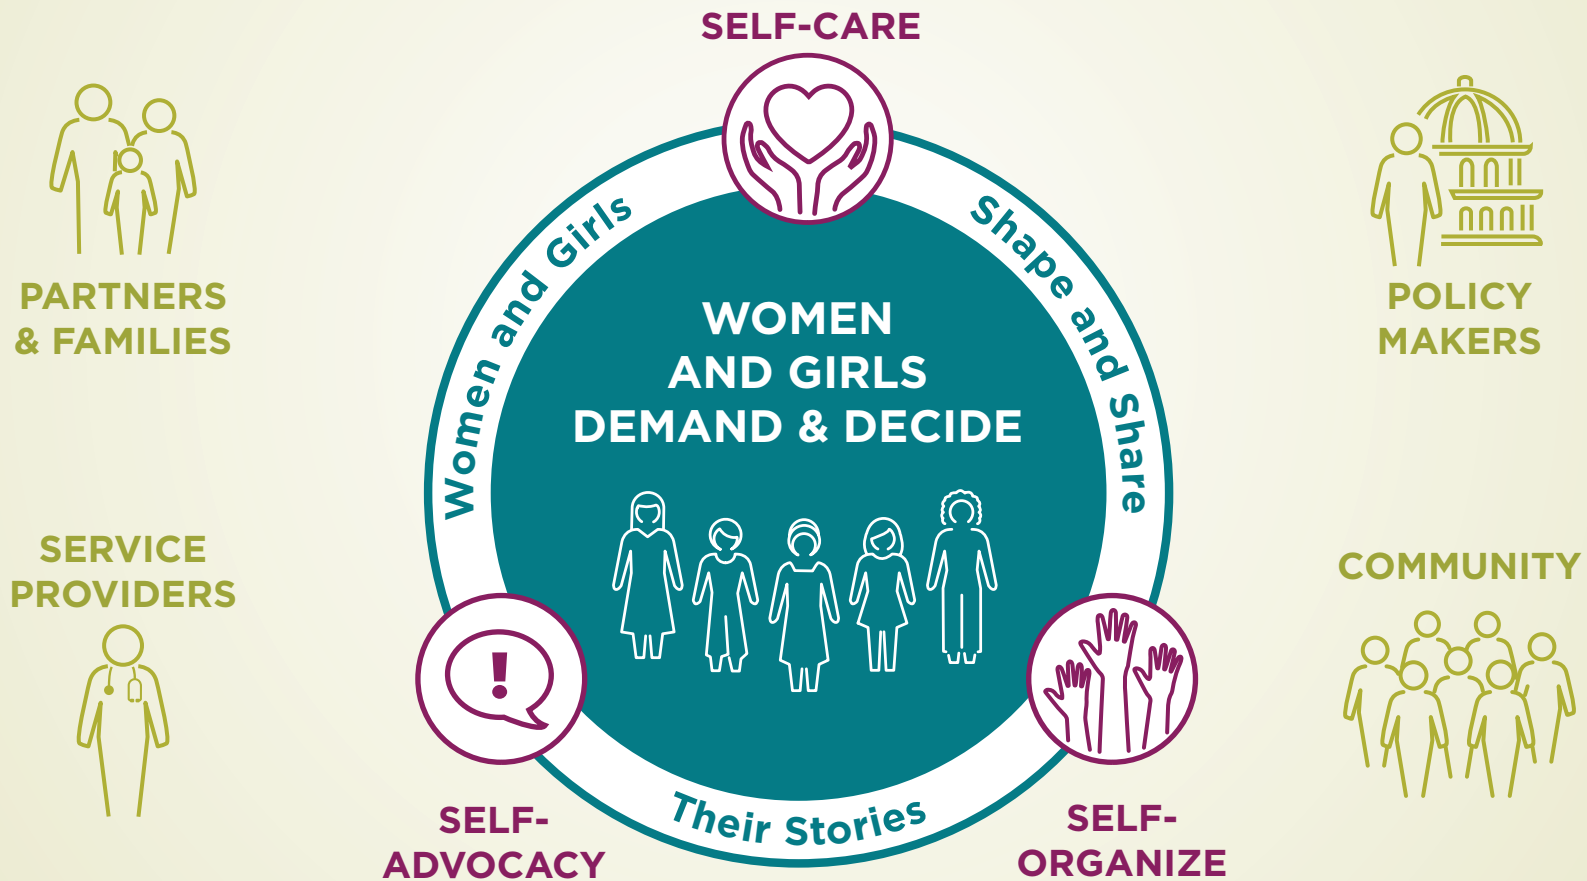 SELF-CARE
PARTNERS
& FAMILIES
POLICY
MAKERS
Women and Girls
Shape and Share
Their Stories
WOMEN
AND GIRLS
DEMAND & DECIDE
SERVICE
PROVIDERS
COMMUNITY
!
SELF-
ADVOCACY
SELF-
ORGANIZE